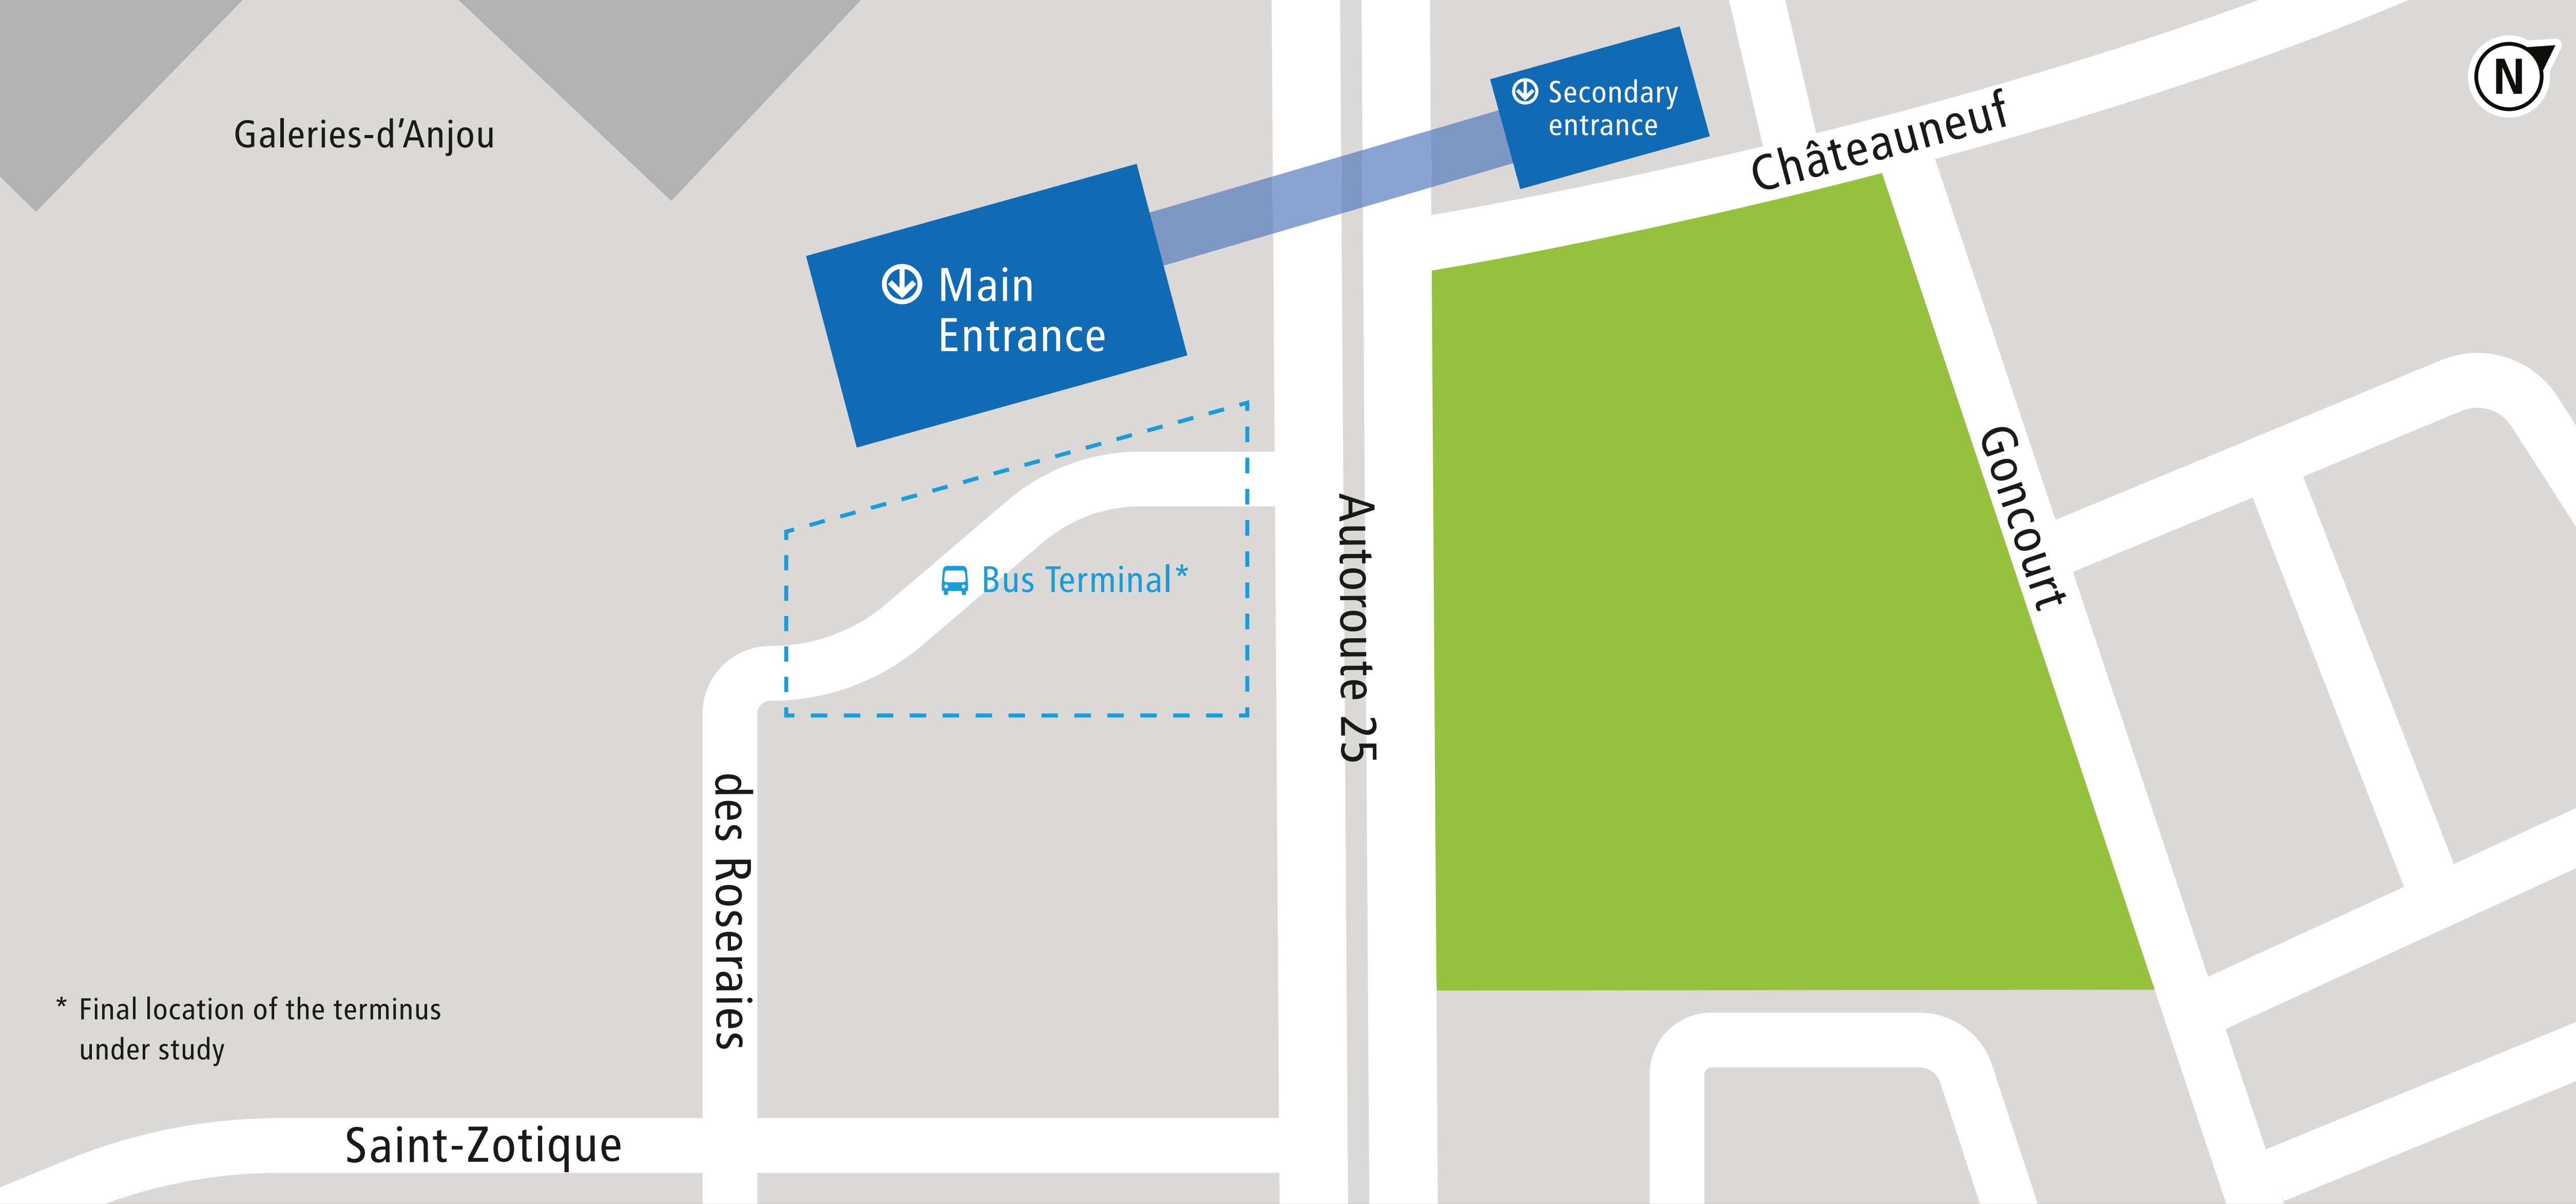 N
Secondary
entrance
Galeries-d’Anjou
Châteauneuf
Main
Entrance
Goncourt
Autoroute 25
Bus Terminal*
des Roseraies
* Final location of the terminus
under study
Saint-Zotique